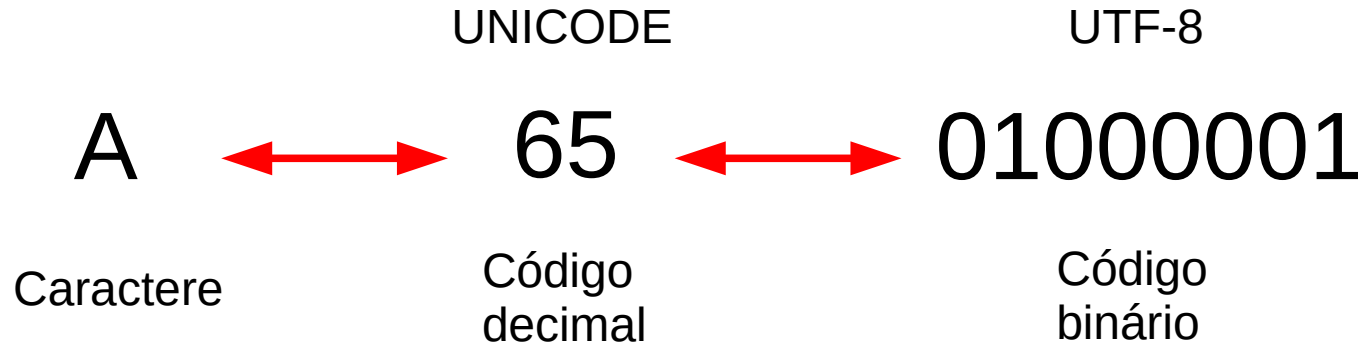 UNICODE
UTF-8
A
65
01000001
Caractere
Código
decimal
Código
binário